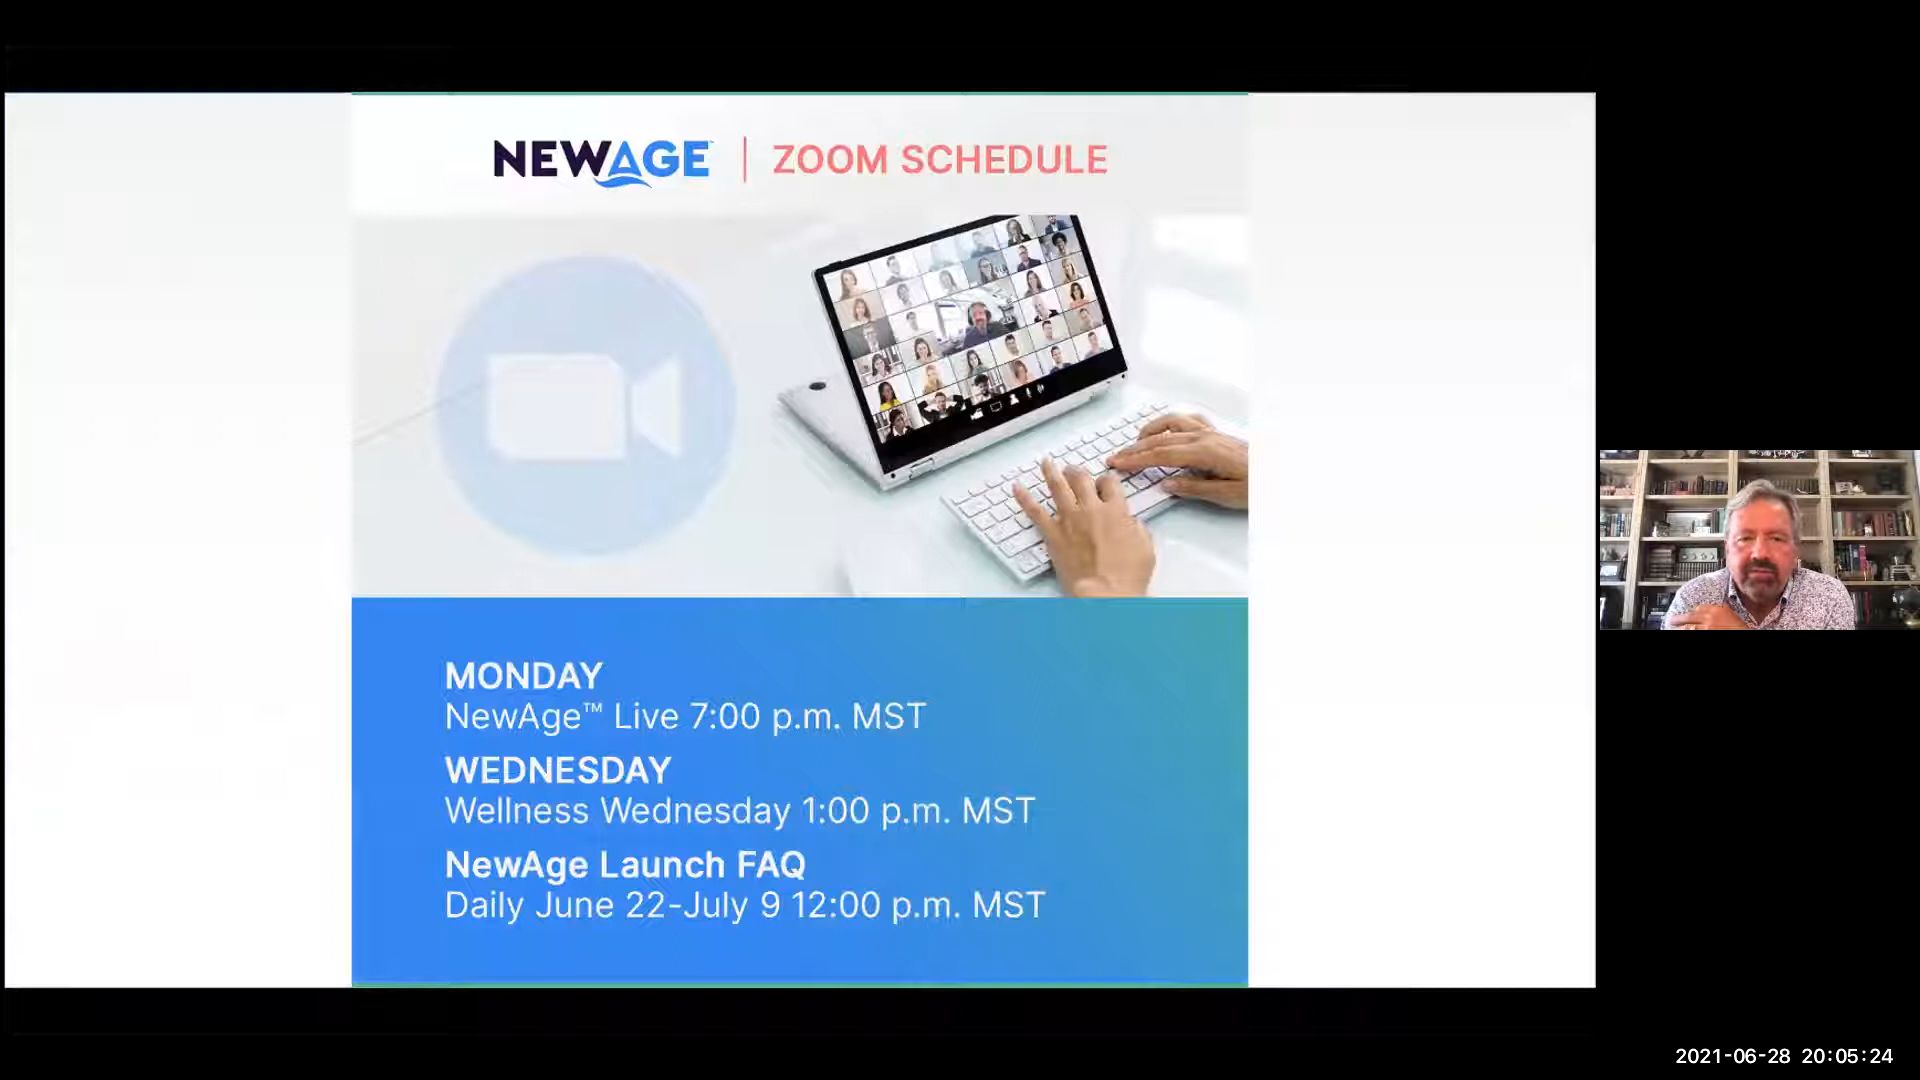 NEWAGE™ | ZOOM SCHEDULE
MONDAY
NewAge™ Live 7:00 p.m. MST
WEDNESDAY
Wellness Wednesday 1:00 p.m. MST
NewAge Launch FAQ
Daily June 22-July 9 12:00 p.m. MST
2021-06-28 20:05:24